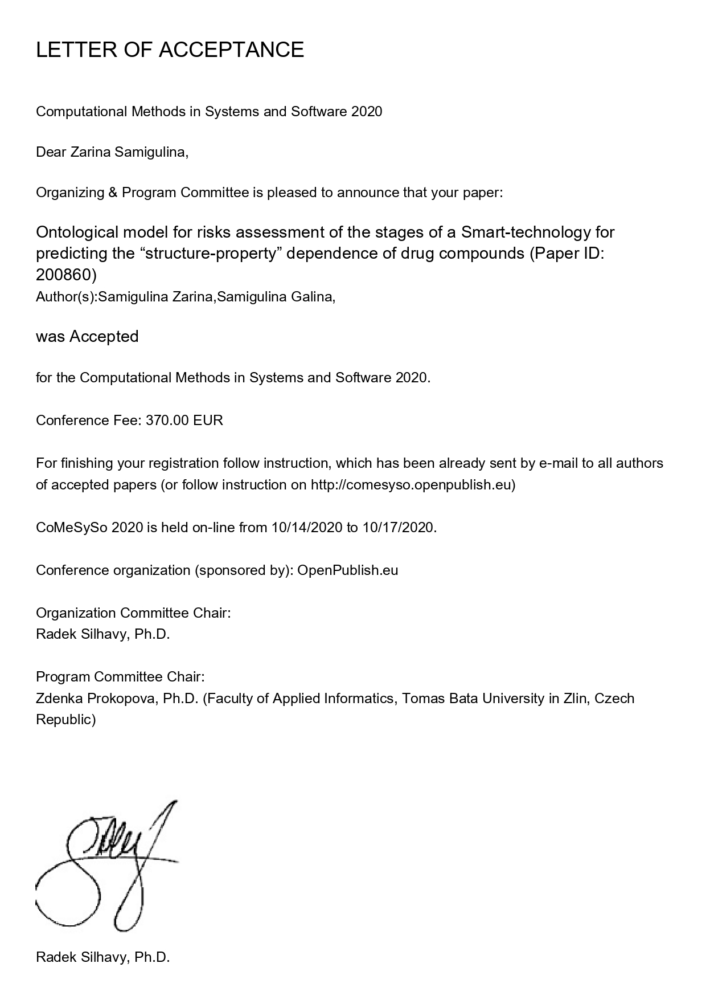 LETTER OF ACCEPTANCE
Computational Methods in Systems and Software 2020
Dear Zarina Samigulina,
Organizing & Program Committee is pleased to announce that your paper:
Ontological model for risks assessment of the stages of a Smart-technology for
predicting the “structure-property” dependence of drug compounds (Paper ID:
200860)
Author(s):Samigulina Zarina,Samigulina Galina,
was Accepted
for the Computational Methods in Systems and Software 2020.
Conference Fee: 370.00 EUR
For finishing your registration follow instruction, which has been already sent by e-mail to all authors
of accepted papers (or follow instruction on http://comesyso.openpublish.eu)
CoMeSySo 2020 is held on-line from 10/14/2020 to 10/17/2020.
Conference organization (sponsored by): OpenPublish.eu
Organization Committee Chair:
Radek Silhavy, Ph.D.
Program Committee Chair:
Zdenka Prokopova, Ph.D. (Faculty of Applied Informatics, Tomas Bata University in Zlin, Czech
Republic)
Radek Silhavy, Ph.D.